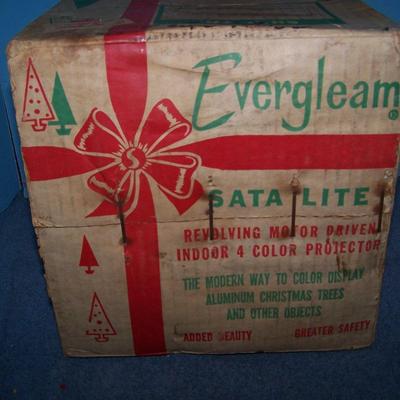 Evergleam®
S
SATA LITE
REVOLVING MOTOR DRIVEN
INDOOR 4 COLOR PROJECTOR
THE MODERN WAY TO COLOR DISPLAY
ALUMINUM CHRISTMAS TREES
AND OTHER OBJECTS
ADDED BEAUTY GREATER SAFETY